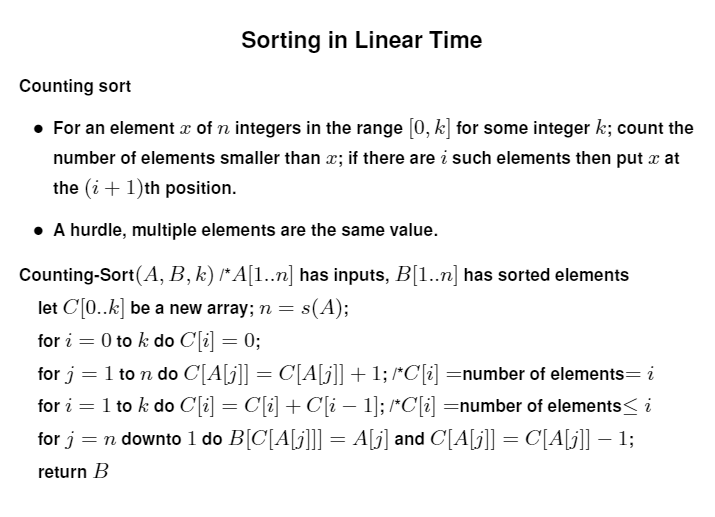 Sorting in Linear Time
Counting sort
● For an element x of n integers in the range [0, k] for some integer k; count the
number of elements smaller than x; if there are i such elements then put x at
the (i + 1)th position.
● A hurdle, multiple elements are the same value.
Counting-Sort(A, B, k) /*A[1..n] has inputs, B[1..n] has sorted elements
let C[0..k] be a new array; n = s(A);
for i = 0 to k do C[i] = 0;
for j = 1 to n do C[A[j]] = C[A[j]] + 1; /*C[i] =number of elements= i
for i = 1 to k do C[i] = C[i] + C[i − 1]; /*C[i] =number of elements≤ i
for j = n downto 1 do B[C[A[j]]] = A[j] and C[A[j]] = C[A[j]] − 1;
return B